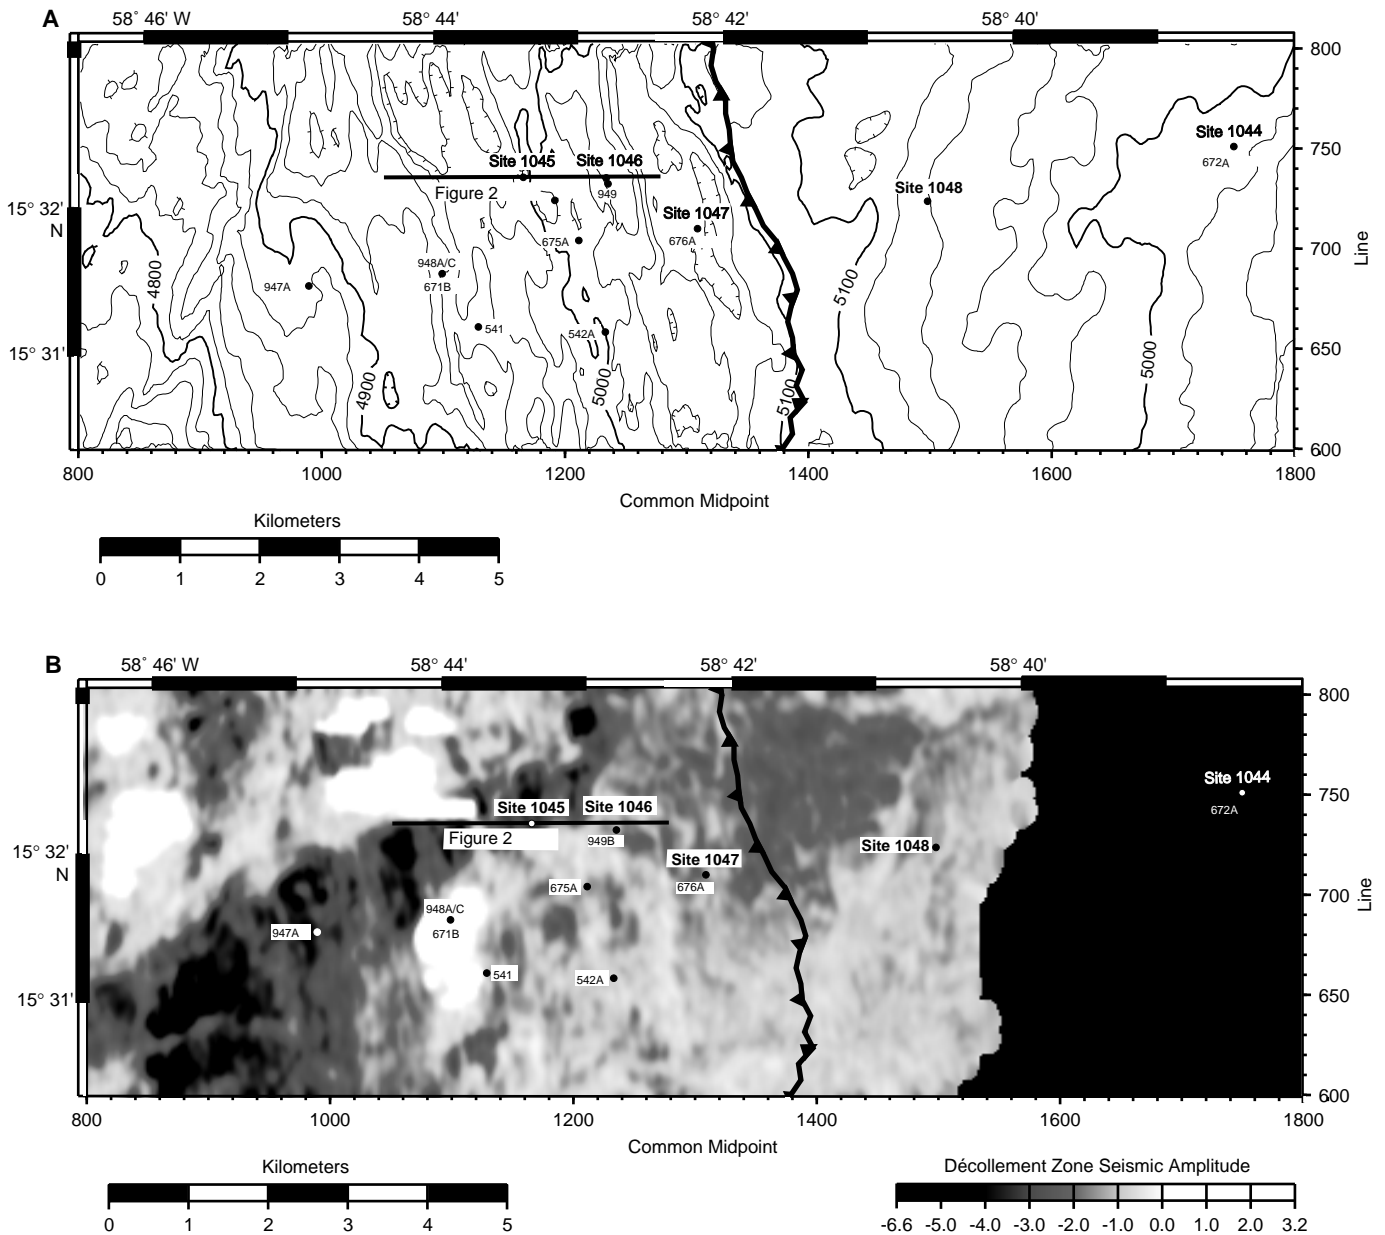 A
58° 46' W
58° 44'
58° 42'
58° 40'
800
800
750
Site 1044
672A
Site 1045
Site 1046
Figure 2
949
Site 1048
Site 1047
676A
15° 32'
N
675A
700
Line
948A/C
671B
947A
4800
5100
541
542A
15° 31'
650
4900
5000
5100
5000
600
800
1000
1200
1400
1600
1800
Common Midpoint
Kilometers
0 1 2 3 4 5
B
58° 46' W
58° 44'
58° 42'
58° 40'
800
750
Site 1044
672A
Site 1045
Site 1046
Figure 2
949B
Site 1048
Site 1047
676A
15° 32'
N
675A
700
Line
948A/C
671B
947A
541
542A
15° 31'
650
600
800
1000
1200
1400
1600
1800
Common Midpoint
Kilometers
0 1 2 3 4 5
Décollement Zone Seismic Amplitude
-6.6 -5.0 -4.0 -3.0 -2.0 -1.0 0.0 1.0 2.0 3.2